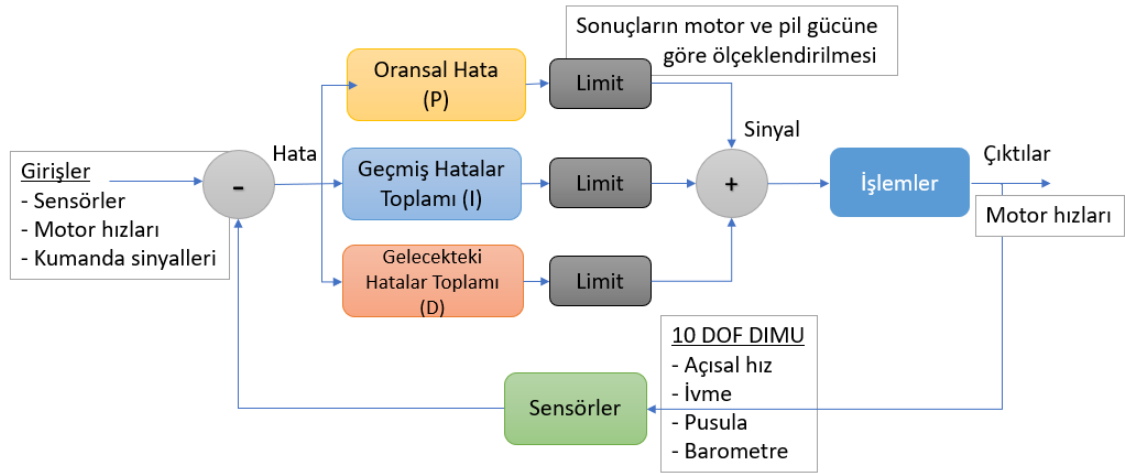 Sonuçların motor ve pil gücüne
göre ölçeklendirilmesi
Oransal Hata
(P)
Limit
Sinyal
Girişler
- Sensörler
- Motor hızları
- Kumanda sinyalleri
-
Hata
Geçmiş Hatalar
Toplamı (I)
Limit
+
İşlemler
Çıktılar
Motor hızları
Gelecekteki
Hatalar Toplamı
(D)
Limit
10 DOF DIMU
- Açısal hız
- İvme
- Pusula
- Barometre
Sensörler